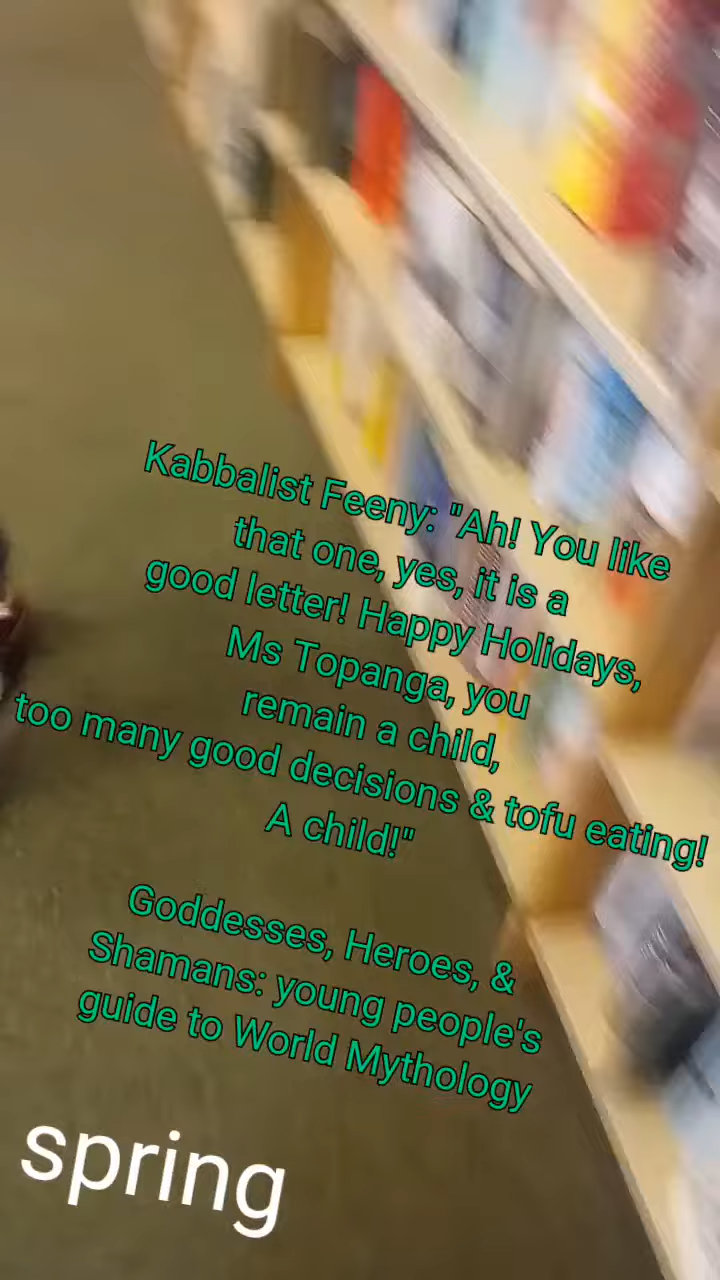 Kabbalist Feeny: "Ah! You like
that one, yes, it is a
good letter! Happy Holidays,
Ms Topanga, you
remain a child,
too many good decisions & tofu eating!
A child!"
Goddesses, Heroes, &
Shamans: young people's
guide to World Mythology
spring